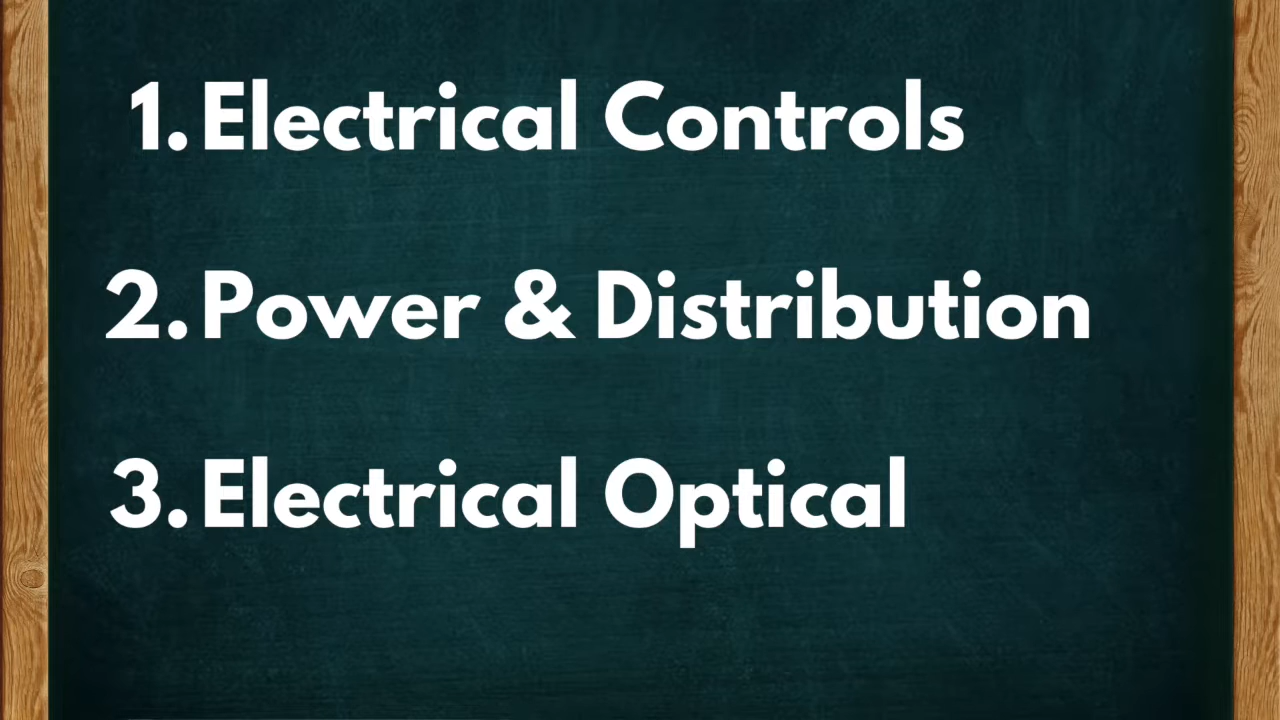 1. Electrical Controls
2. Power & Distribution
3. Electrical Optical